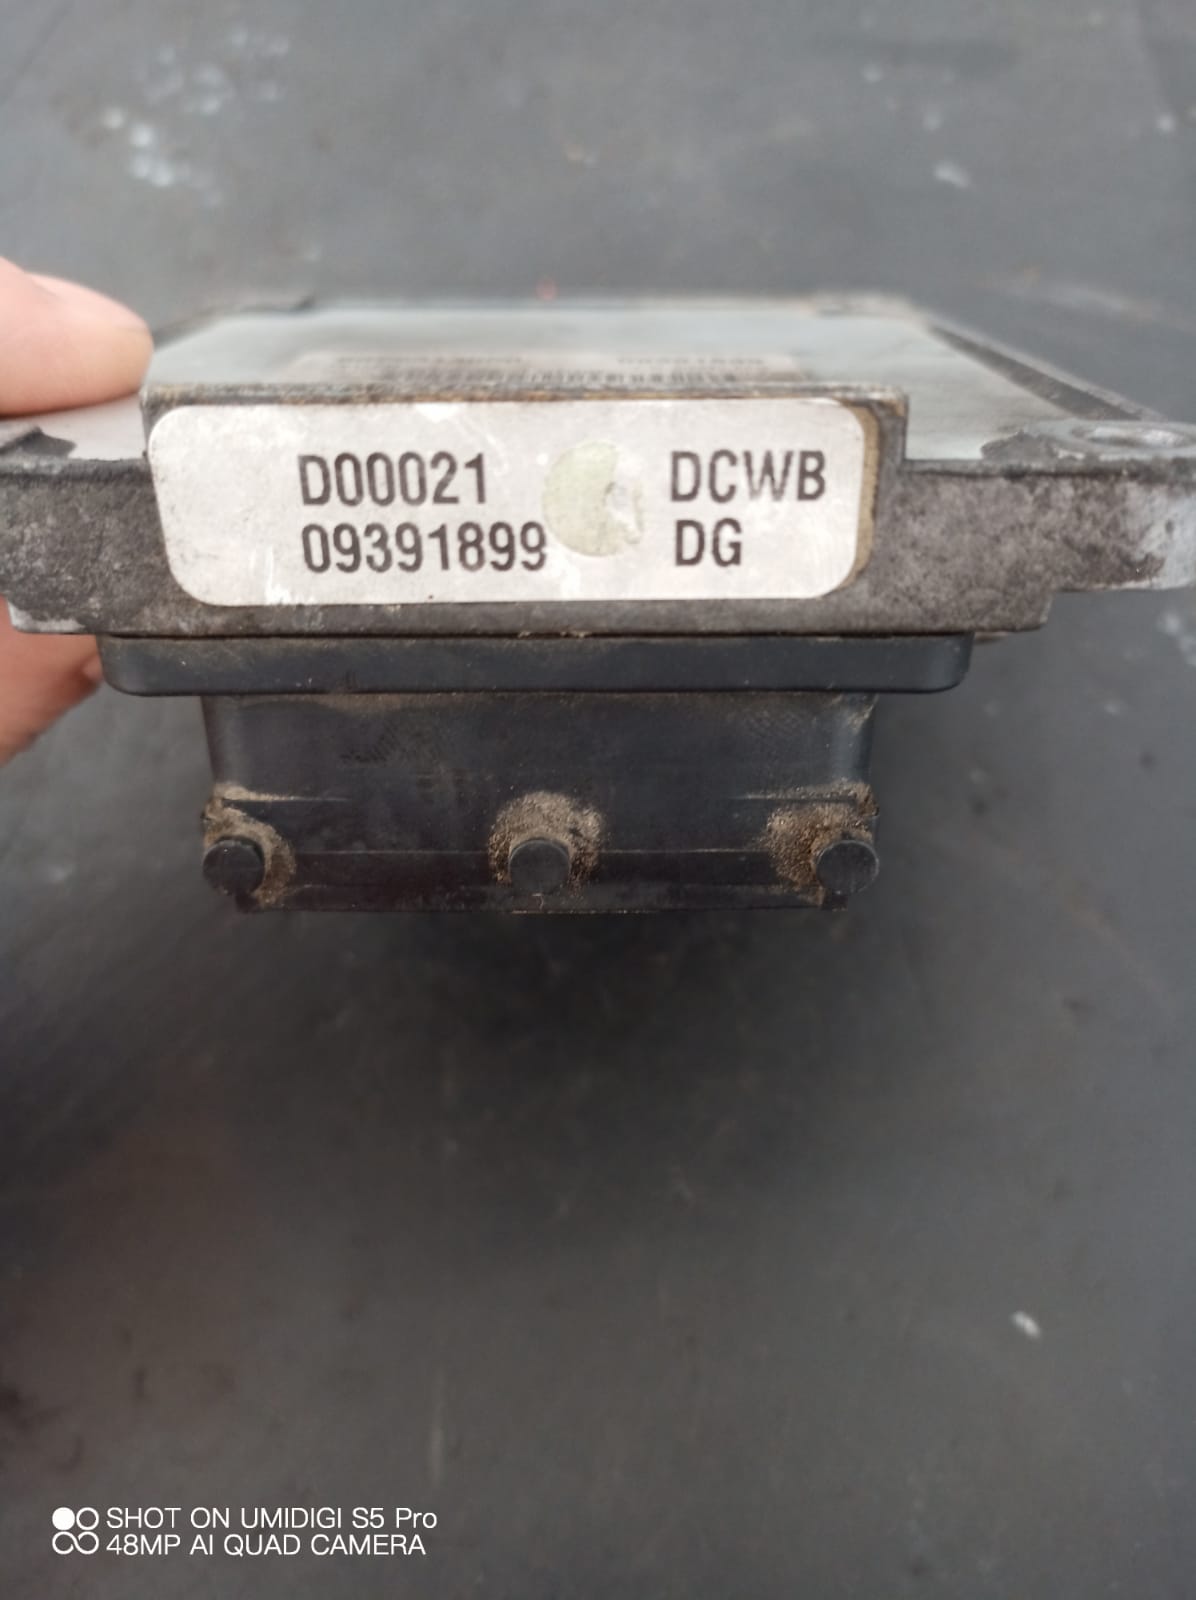 D00021 DCWB
09391899 DG
SHOT ON UMIDIGI S5 Pro
48MP AI QUAD CAMERA